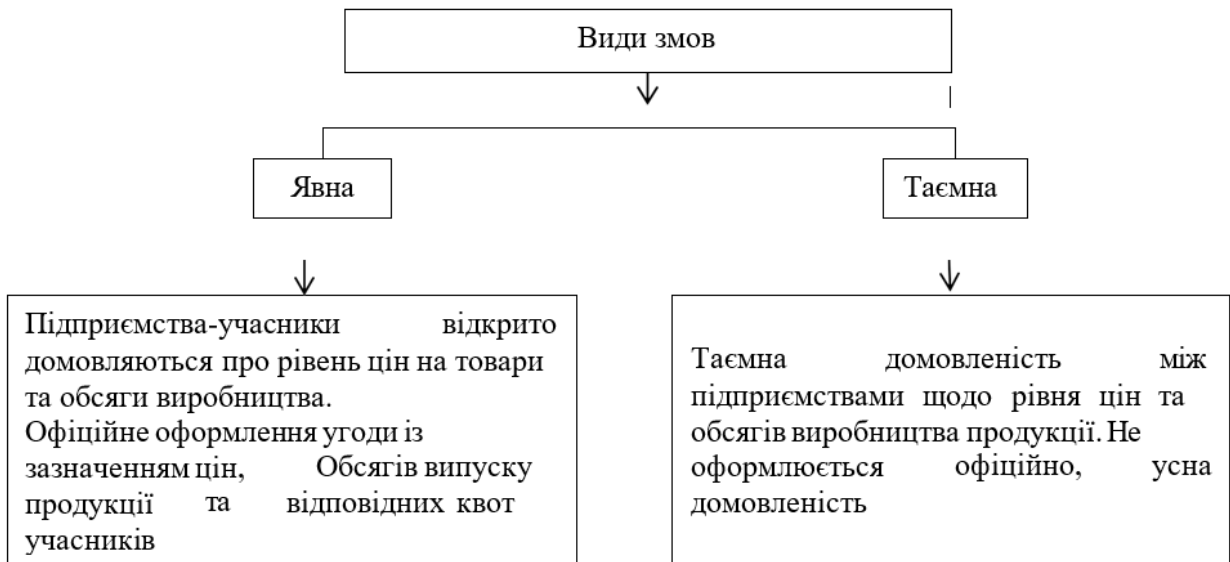 Види змов
Явна
Таємна
Підприємства-учасники відкрито
домовляються про рівень цін на товари
та обсяги виробництва.
Офіційне оформлення угоди із
зазначенням цін, Обсягів випуску
продукції та відповідних квот
учасників
Таємна домовленість між
підприємствами щодо рівня цін та
обсягів виробництва продукції. Не
оформлюється офіційно, усна
домовленість